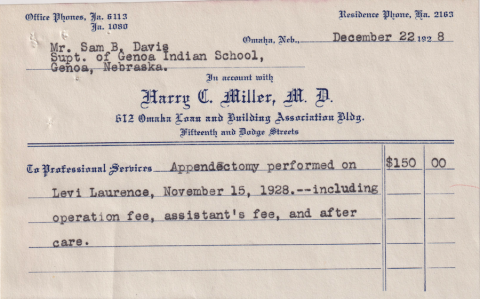 Office Phones, Ja. 6113
Ja. 1080
Residence Phone, Ha. 2163
Omaha, Neb., December 22 1928
Mr. Sam B. Davis
Supt. of Genoa Indian School,
Genoa, Nebraska.
In account with
Harry C. Miller, M. D.
612 Omaha Loan and Building Association Bldg.
Fifteenth and Dodge Streets
To Professional Services Appendectomy performed on $150 00
Levi Laurence, November 15, 1928.--including
operation fee, assistant's fee, and after
care.